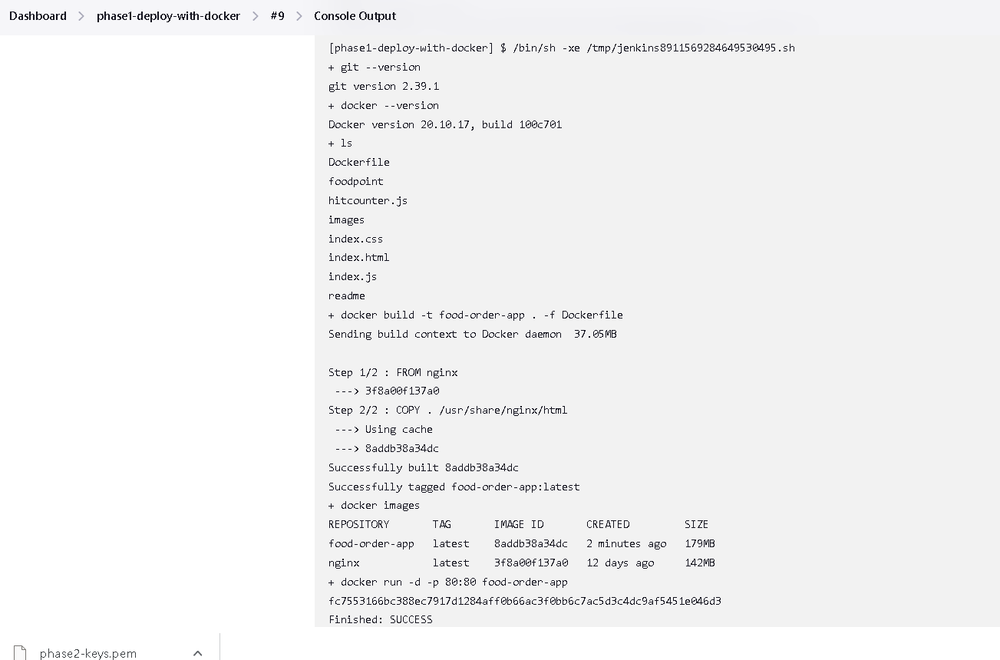 Dashboard > phase1-deploy-with-docker > #9 > Console Output
[phase1-deploy-with-docker] $ /bin/sh -xe /tmp/jenkins8911569284649530495.sh
+ git --version
git version 2.39.1
+ docker --version
Docker version 20.10.17, build 100c701
+ ls
Dockerfile
foodpoint
hitcounter.js
images
index.css
index.html
index.js
readme
+ docker build -t food-order-app . -f Dockerfile
Sending build context to Docker daemon  37.05MB
Step 1/2 : FROM nginx
 ---> 3f8a00f137a0
Step 2/2 : COPY . /usr/share/nginx/html
 ---> Using cache
 ---> 8addb38a34dc
Successfully built 8addb38a34dc
Successfully tagged food-order-app:latest
+ docker images
REPOSITORY       TAG       IMAGE ID       CREATED         SIZE
food-order-app   latest    8addb38a34dc   2 minutes ago   179MB
nginx            latest    3f8a00f137a0   12 days ago     142MB
+ docker run -d -p 80:80 food-order-app
fc7553166bc388ec7917d1284aff0b66ac3f0bb6c7ac5d3c4dc9af5451e046d3
Finished: SUCCESS
phase2-keys.pem